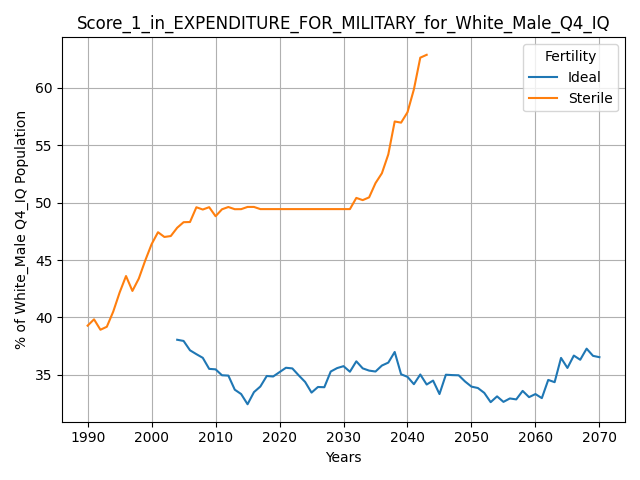 Score_1_in_EXPENDITURE_FOR_MILITARY_for_White_Male_Q4_IQ
Fertility
Ideal
Sterile
% of White_Male Q4_IQ Population
60
55
50
45
40
35
1990 2000 2010 2020 2030 2040 2050 2060 2070
Years